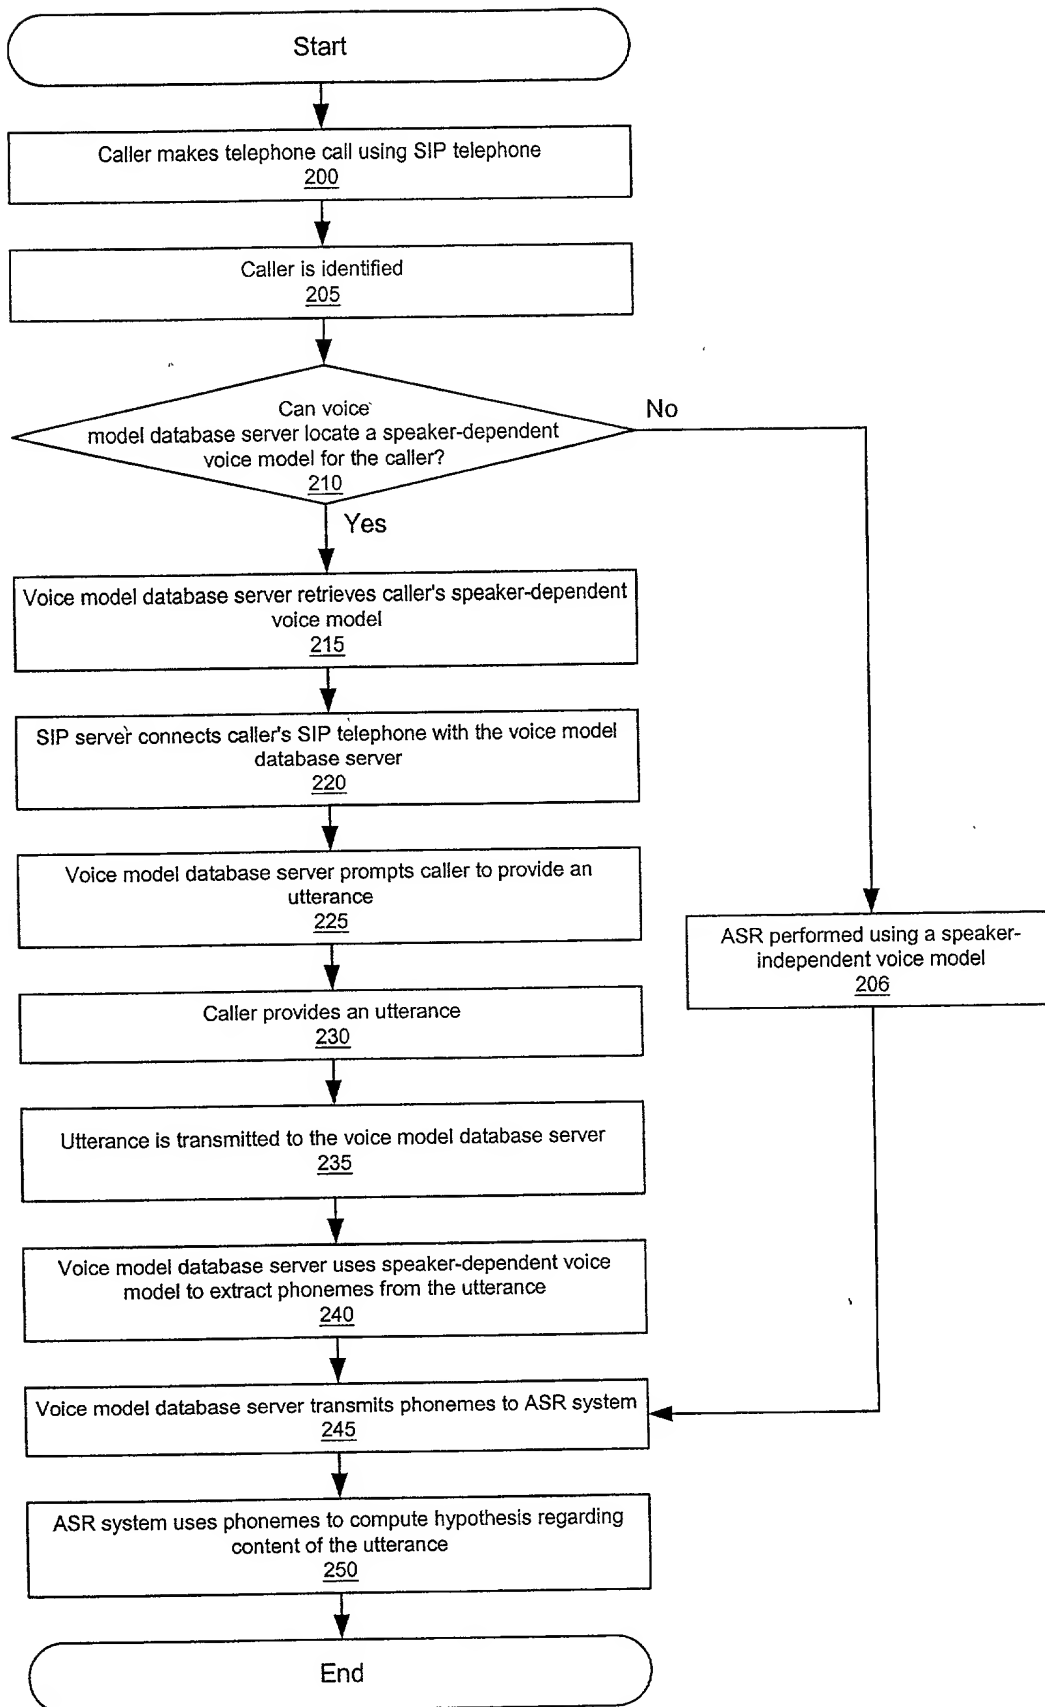 Start
Caller makes telephone call using SIP telephone
200
Caller is identified
205
Can voice
model database server locate a speaker-dependent
voice model for the caller?
210
No
Yes
Voice model database server retrieves caller's speaker-dependent
voice model
215
SIP server connects caller's SIP telephone with the voice model
database server
220
Voice model database server prompts caller to provide an
utterance
225
ASR performed using a speaker-
independent voice model
206
Caller provides an utterance
230
Utterance is transmitted to the voice model database server
235
Voice model database server uses speaker-dependent voice
model to extract phonemes from the utterance
240
Voice model database server transmits phonemes to ASR system
245
ASR system uses phonemes to compute hypothesis regarding
content of the utterance
250
End